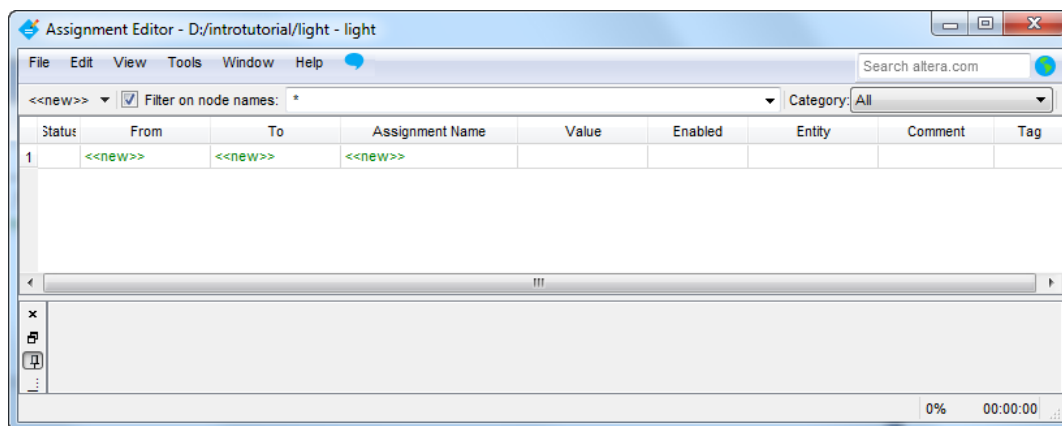 Assignment Editor - D:/introtutorial/light - light
File Edit View Tools Window Help Search altera.com
<<new>> Filter on node names: * Category: All
Status From To Assignment Name Value Enabled Entity Comment Tag
1 <<new>> <<new>> <<new>>
0% 00:00:00